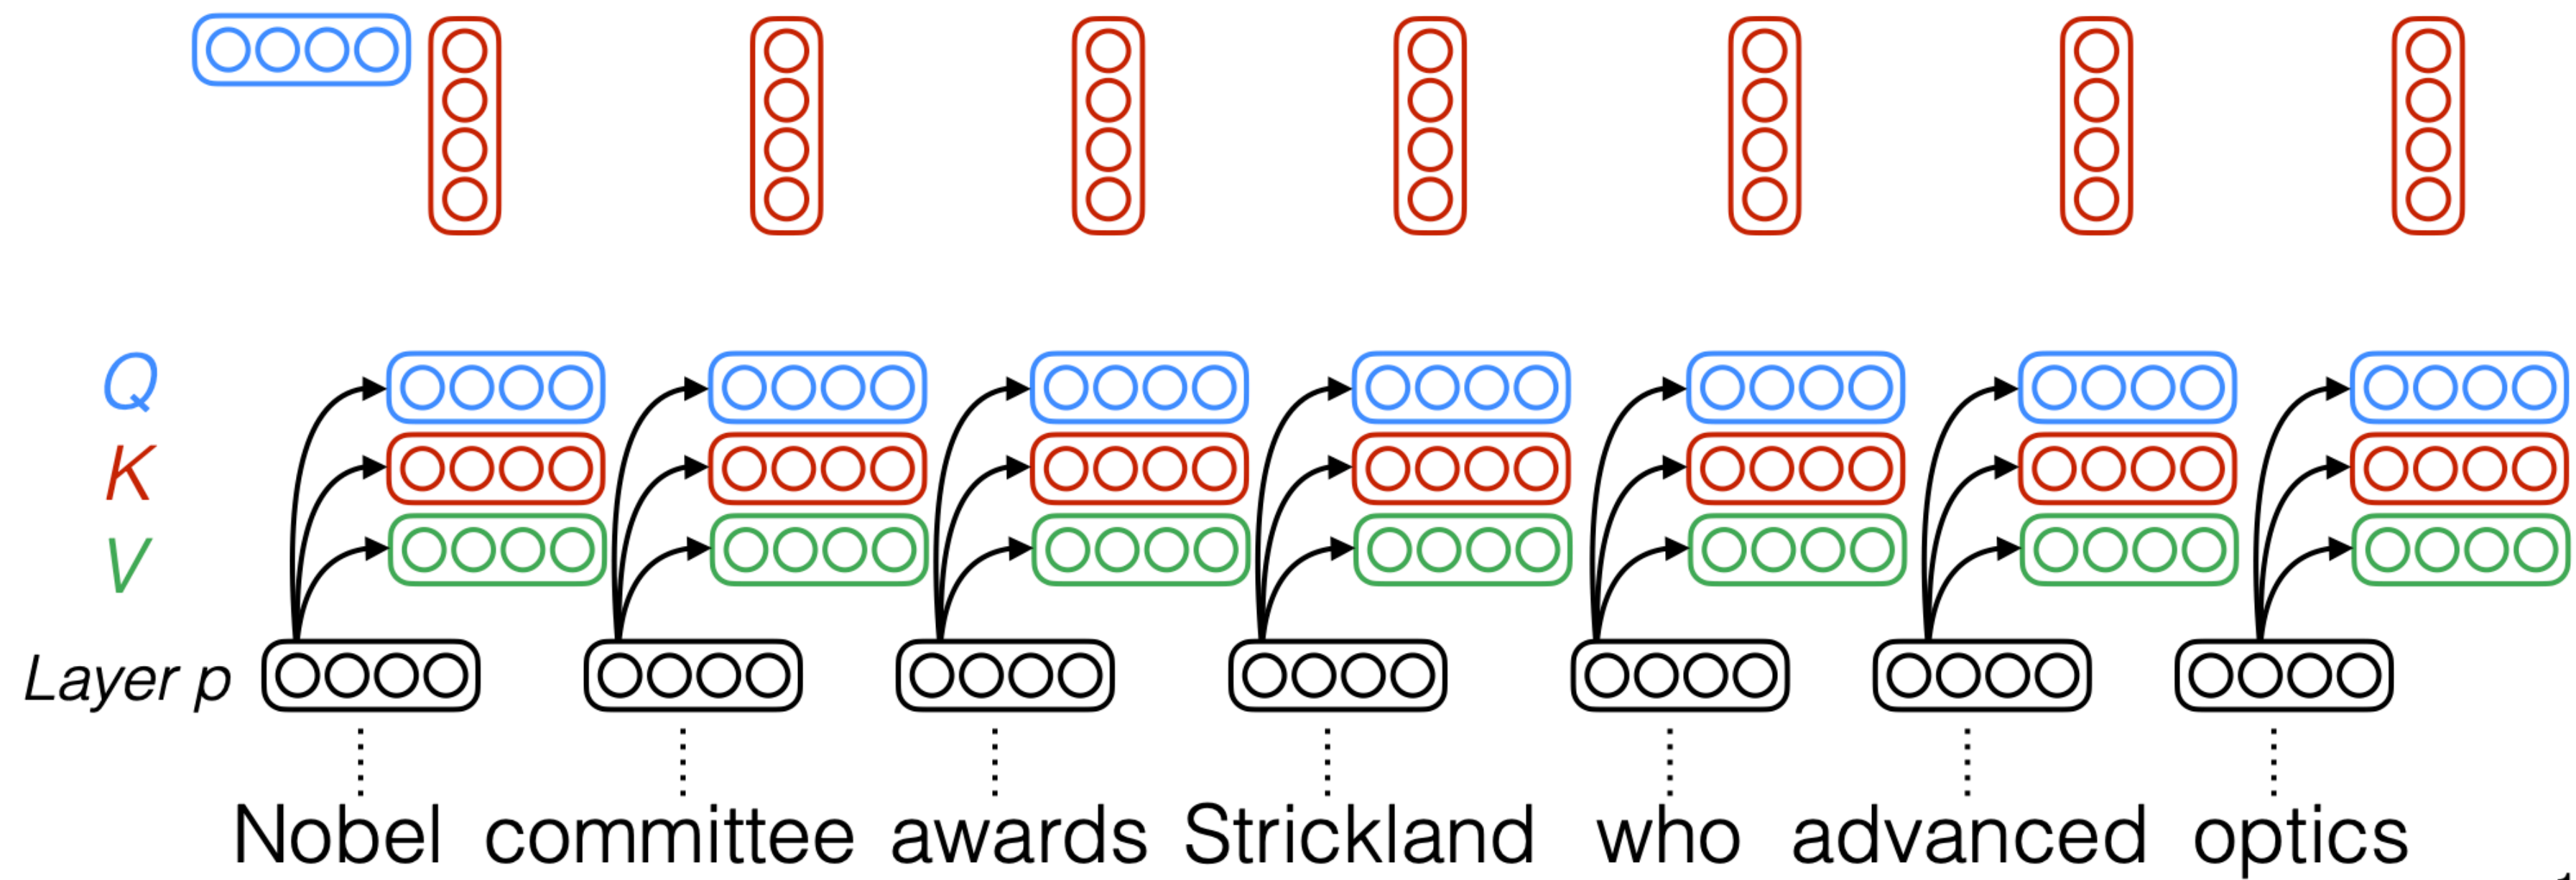 Q
K
V
Layer p
Nobel committee awards Strickland who advanced optics